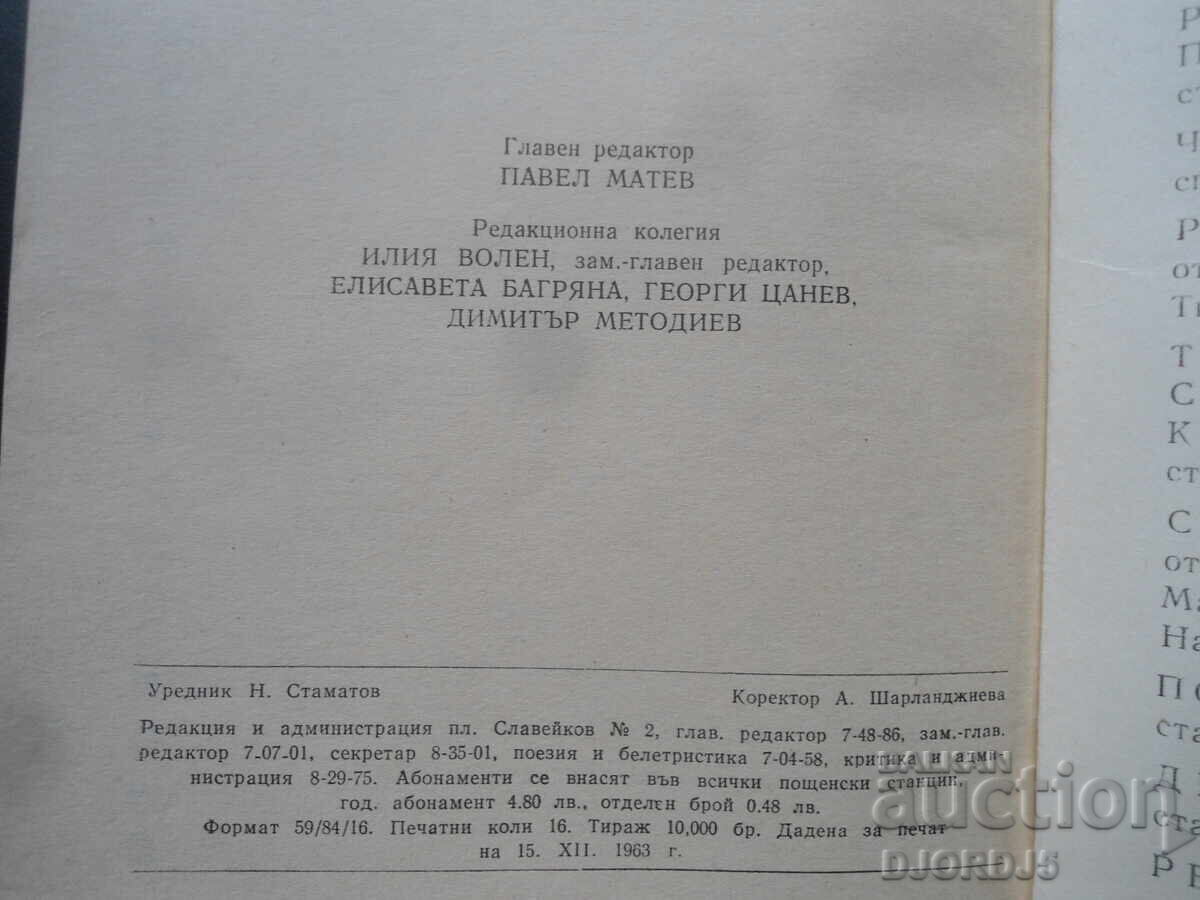 Главен редактор
ПАВЕЛ МАТЕВ
Редакционна колегия
ИЛИЯ ВОЛЕН, зам.-главен редактор,
ЕЛИСАВЕТА БАГРЯНА, ГЕОРГИ ЦАНЕВ,
ДИМИТЪР МЕТОДИЕВ
Уредник Н. Стаматов
Коректор А. Шарланджиева
Редакция и администрация пл. Славейков № 2, глав. редактор 7-48-86, зам.-глав.
редактор 7-07-01, секретар 8-35-01, поезия и белетристика 7-04-58, критика и адми-
нистрация 8-29-75. Абонаменти се внасят във всички пощенски станции,
год. абонамент 4.80 лв., отделен брой 0.48 лв.
Формат 59/84/16. Печатни коли 16. Тираж 10,000 бр. Дадена за печат
на 15. XII. 1963 г.
BALKAN
auction
DJORDJ5